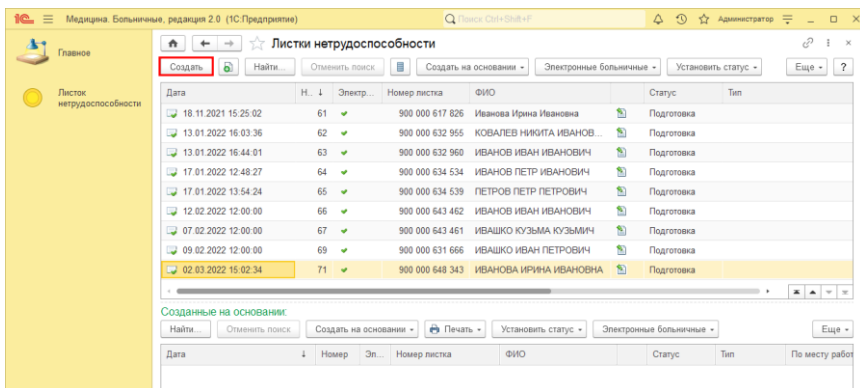 1С Медицина. Больничные, редакция 2.0 (1С:Предприятие) Поиск Ctrl+Shift+F Администратор
Главное
Листок нетрудоспособности
Листки нетрудоспособности
Создать Найти... Отменить поиск Создать на основании Электронные больничные Установить статус Еще ?
Дата Н... ↓ Электр... Номер листка ФИО Статус Тип
18.11.2021 15:25:02 61 900 000 617 826 Иванова Ирина Ивановна Подготовка
13.01.2022 16:03:36 62 900 000 632 955 КОВАЛЕВ НИКИТА ИВАНОВ... Подготовка
13.01.2022 16:44:01 63 900 000 632 960 ИВАНОВ ИВАН ИВАНОВИЧ Подготовка
17.01.2022 12:48:27 64 900 000 634 534 ИВАНОВ ПЕТР ИВАНОВИЧ Подготовка
17.01.2022 13:54:24 65 900 000 634 539 ПЕТРОВ ПЕТР ПЕТРОВИЧ Подготовка
12.02.2022 12:00:00 66 900 000 643 462 ИВАНОВ ИВАН ИВАНОВИЧ Подготовка
07.02.2022 12:00:00 67 900 000 643 461 ИВАШКО КУЗЬМА КУЗЬМИЧ Подготовка
09.02.2022 12:00:00 69 900 000 631 666 ИВАШКО ИВАН ПЕТРОВИЧ Подготовка
02.03.2022 15:02:34 71 900 000 648 343 ИВАНОВА ИРИНА ИВАНОВНА Подготовка
Созданные на основании:
Найти... Отменить поиск Создать на основании Печать Установить статус Электронные больничные Еще
Дата ↓ Номер Эл... Номер листка ФИО Статус Тип По месту работ